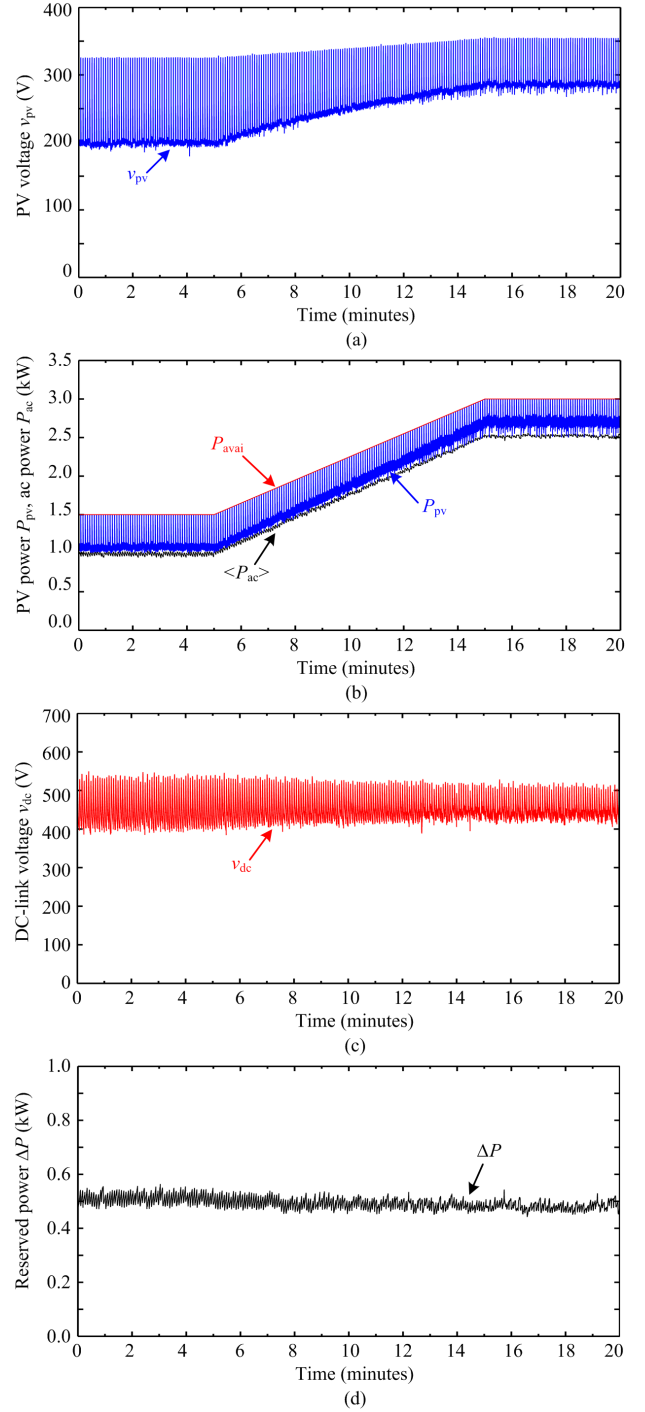 PV voltage vpv (V)
400
300
200
100
0
vpv
0 2 4 6 8 10 12 14 16 18 20
Time (minutes)
(a)
PV power Ppv, ac power Pac (kW)
3.5
3.0
2.5
2.0
1.5
1.0
0.5
0.0
Pavai
Ppv
<Pac>
0 2 4 6 8 10 12 14 16 18 20
Time (minutes)
(b)
DC-link voltage vdc (V)
700
600
500
400
300
200
100
0
vdc
0 2 4 6 8 10 12 14 16 18 20
Time (minutes)
(c)
Reserved power ΔP (kW)
1.0
0.8
0.6
0.4
0.2
0.0
ΔP
0 2 4 6 8 10 12 14 16 18 20
Time (minutes)
(d)